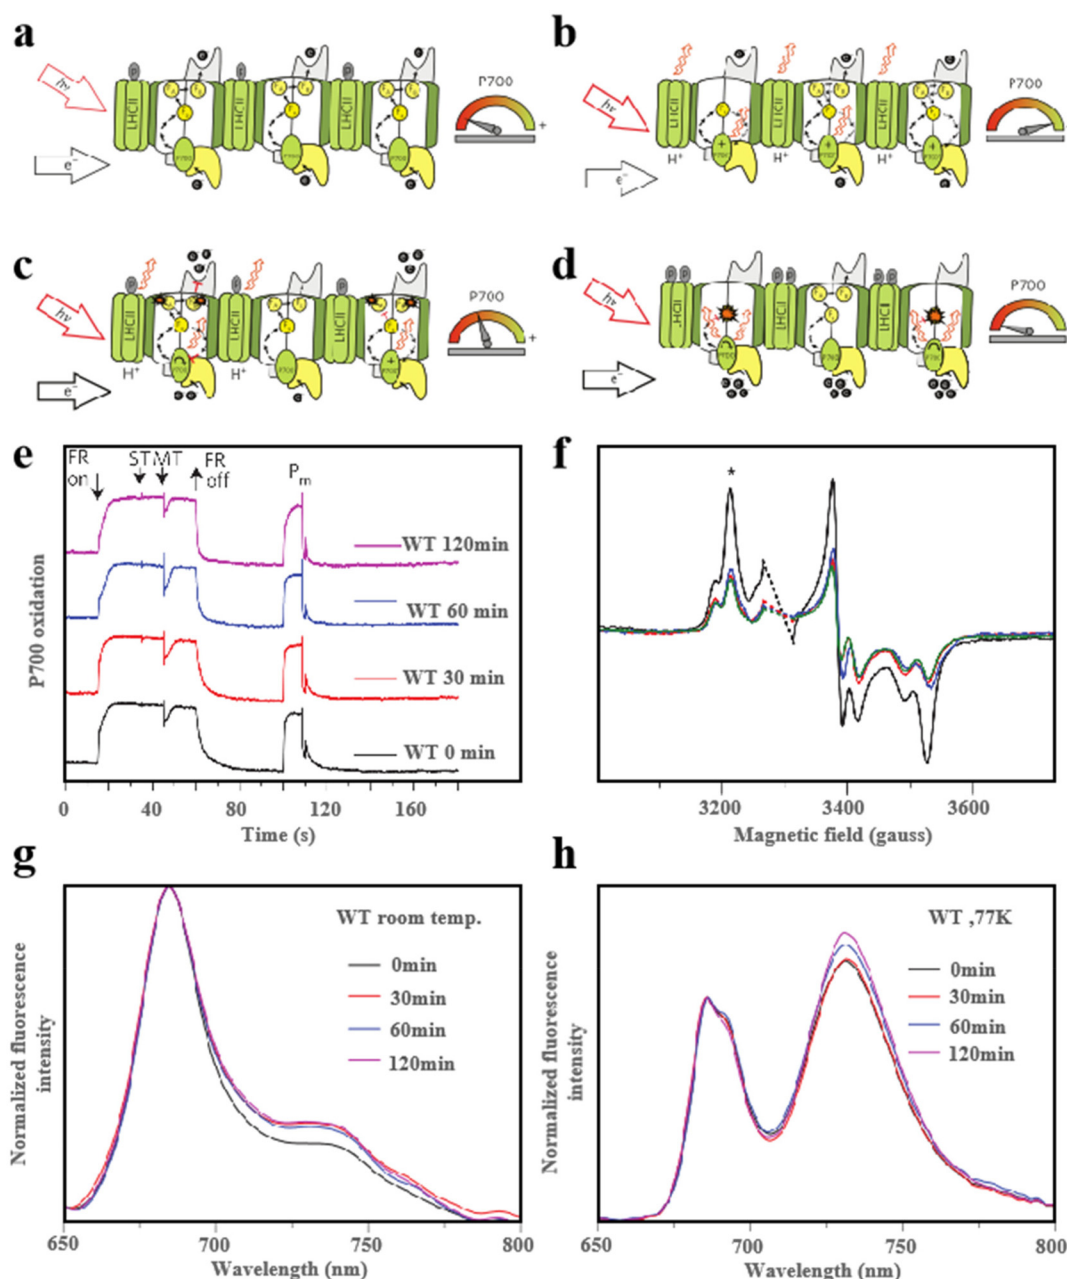 a
b
hν
LHCII
LHCII
LHCII
P700
+
e⁻
P700
P700
P700
hν
LHCII
LHCII
LHCII
P700
+
H⁺
H⁺
H⁺
e⁻
c
d
hν
LHCII
LHCII
LHCII
P700
+
H⁺
H⁺
e⁻
hν
LHCII
LHCII
LHCII
P700
e⁻
e
f
FR on
ST MT
FR off
Pm
WT 120min
WT 60 min
WT 30 min
WT 0 min
P700 oxidation
0 40 80 120 160
Time (s)
*
3200 3400 3600
Magnetic field (gauss)
g
h
WT room temp.
0min
30min
60min
120min
Normalized fluorescence
intensity
650 700 750 800
Wavelength (nm)
WT ,77K
0min
30min
60min
120min
Normalized fluorescence
intensity
650 700 750 800
Wavelength (nm)